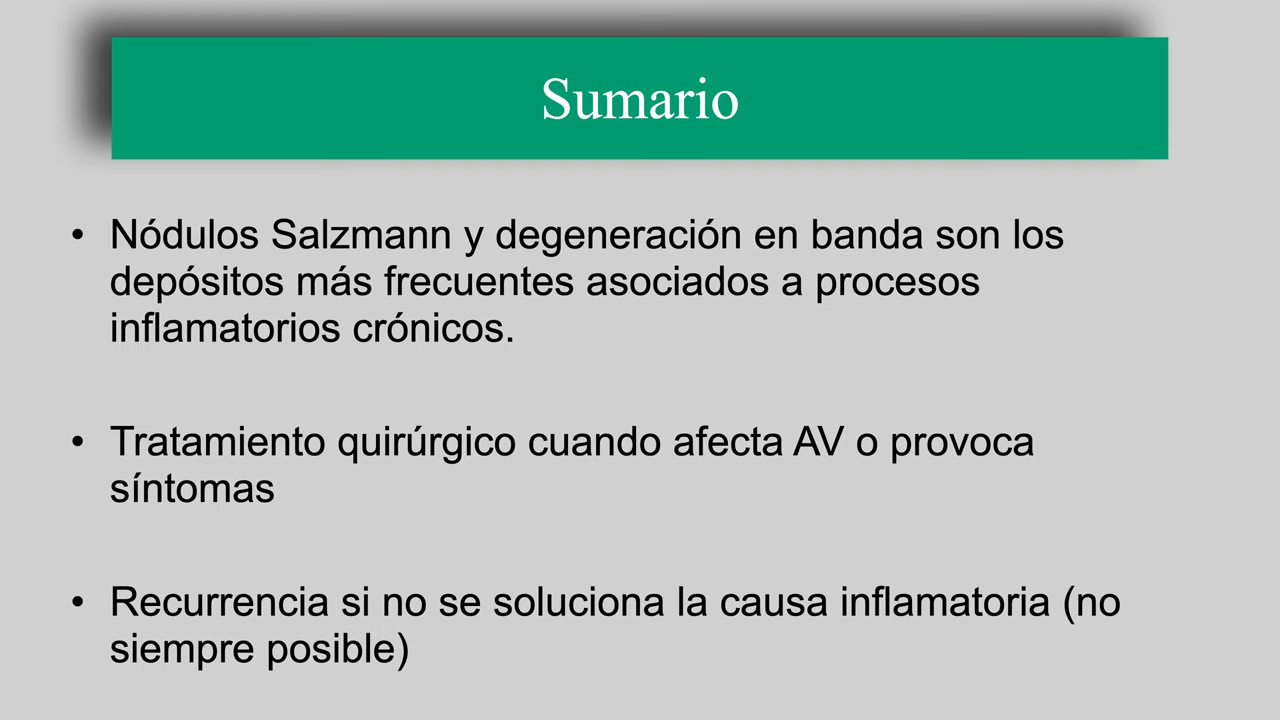 Sumario
• Nódulos Salzmann y degeneración en banda son los
depósitos más frecuentes asociados a procesos
inflamatorios crónicos.
• Tratamiento quirúrgico cuando afecta AV o provoca
síntomas
• Recurrencia si no se soluciona la causa inflamatoria (no
siempre posible)